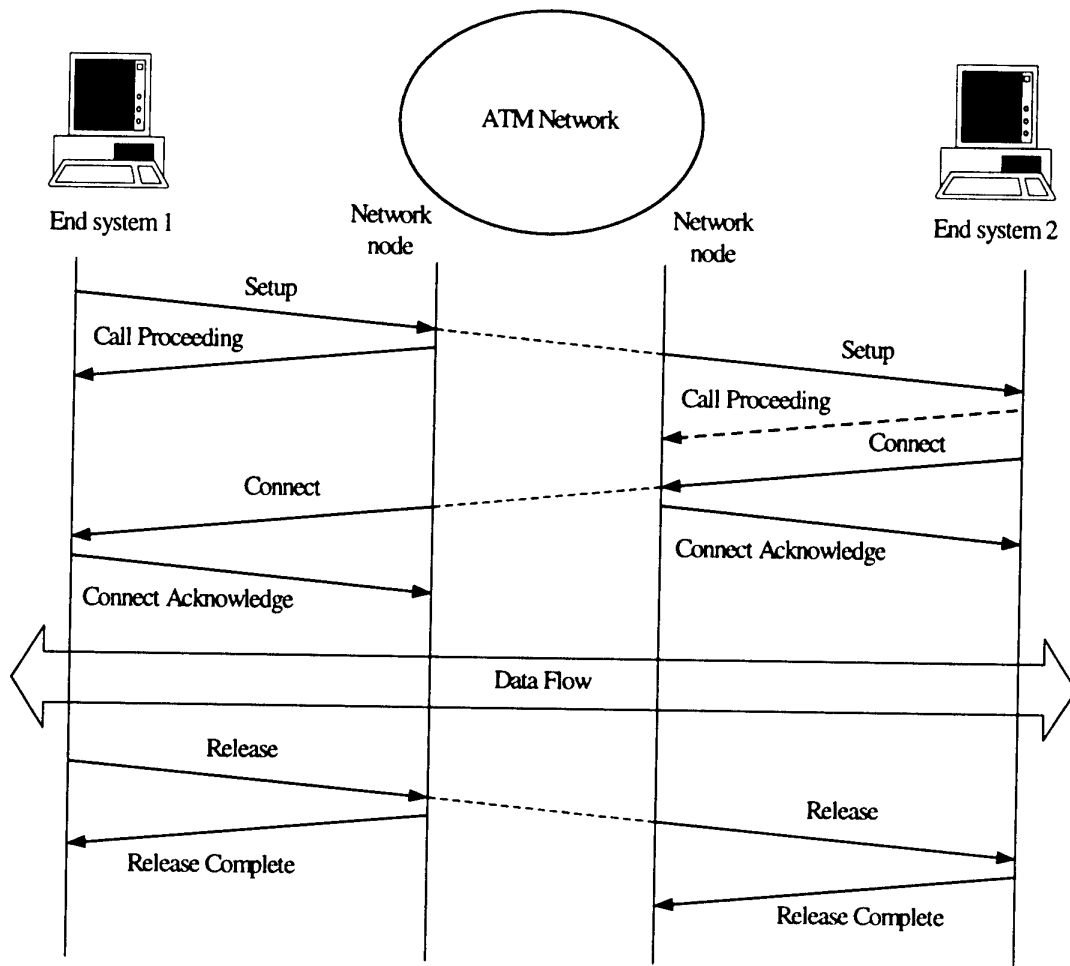 ATM Network
End system 1
Network
node
Network
node
End system 2
Setup
Call Proceeding
Setup
Call Proceeding
Connect
Connect
Connect Acknowledge
Connect Acknowledge
Data Flow
Release
Release
Release Complete
Release Complete